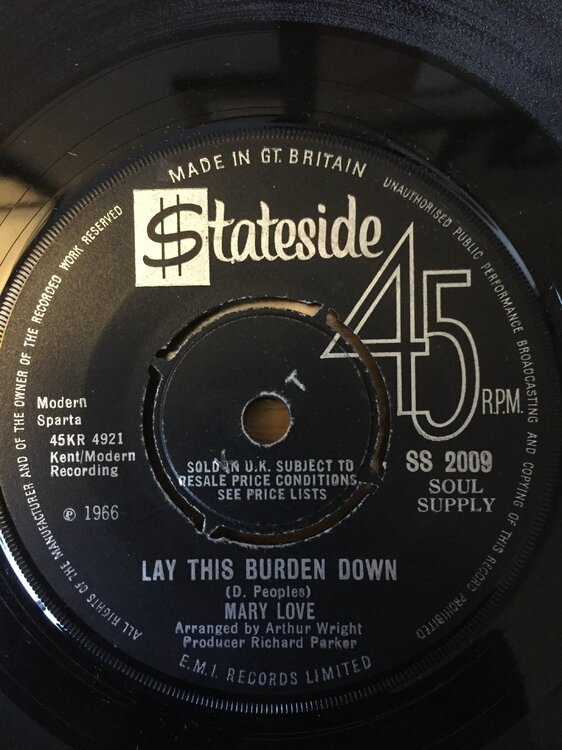 MADE IN GT. BRITAIN
$tateside
45
R.P.M.
Modern
Sparta
45KR 4921
Kent/Modern
Recording
℗ 1966
T
SOLD IN U.K. SUBJECT TO
RESALE PRICE CONDITIONS,
SEE PRICE LISTS
SS 2009
SOUL
SUPPLY
LAY THIS BURDEN DOWN
(D. Peoples)
MARY LOVE
Arranged by Arthur Wright
Producer Richard Parker
E.M.I. RECORDS LIMITED
ALL RIGHTS OF THE MANUFACTURER AND OF THE OWNER OF THE RECORDED WORK RESERVED
UNAUTHORISED PUBLIC PERFORMANCE BROADCASTING AND COPYING OF THIS RECORD PROHIBITED